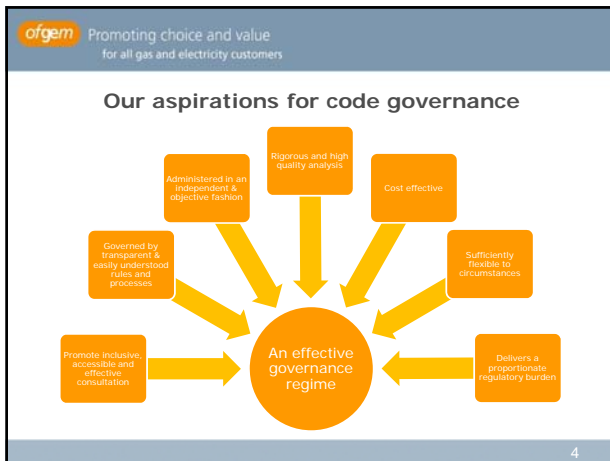 ofgem Promoting choice and value
for all gas and electricity customers
Our aspirations for code governance
Promote inclusive,
accessible and
effective
consultation
Governed by
transparent &
easily understood
rules and
processes
Administered in an
independent &
objective fashion
Rigorous and high
quality analysis
Cost effective
Sufficiently
flexible to
circumstances
Delivers a
proportionate
regulatory burden
An effective
governance
regime
4